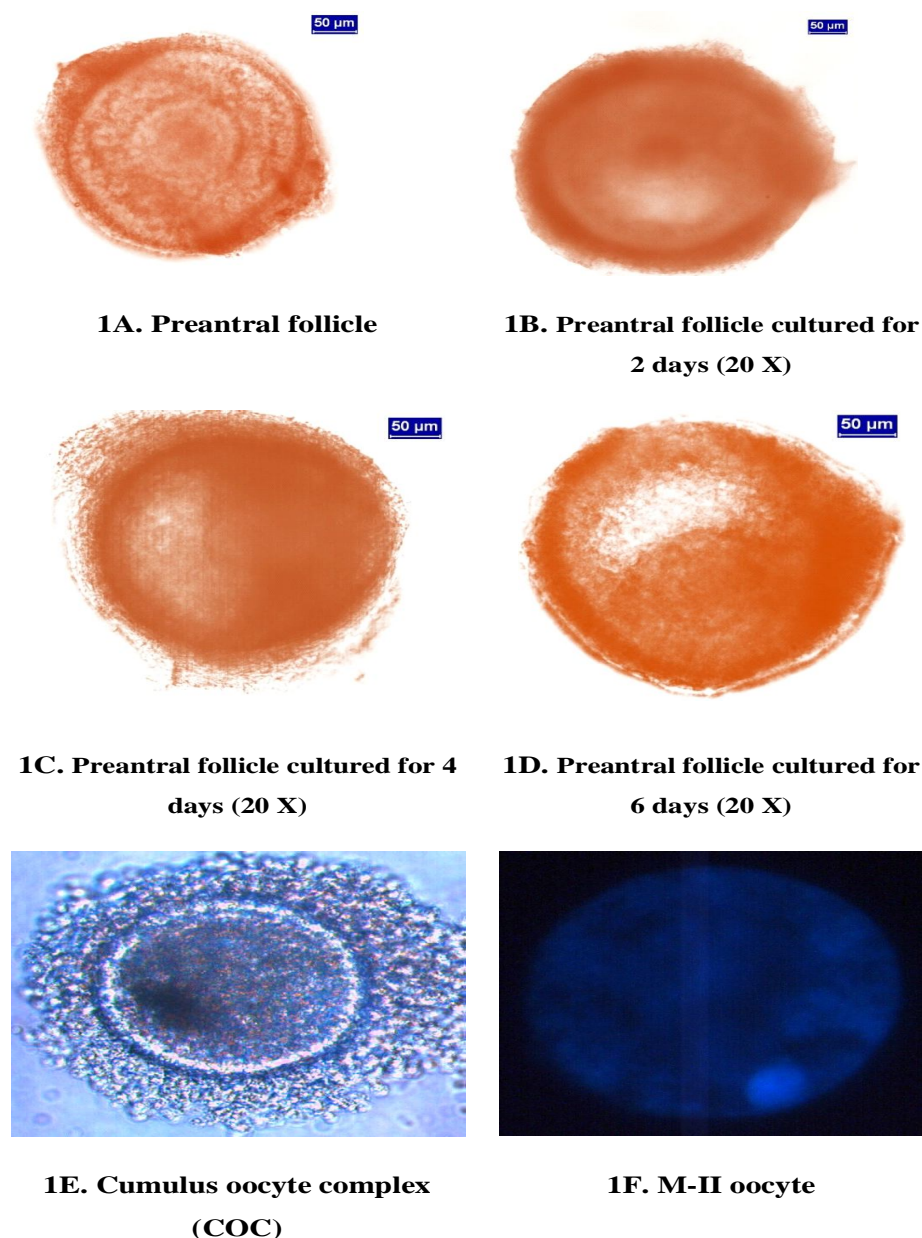 50 µm
50 µm
1A. Preantral follicle
1B. Preantral follicle cultured for
2 days (20 X)
50 µm
50 µm
1C. Preantral follicle cultured for 4
days (20 X)
1D. Preantral follicle cultured for
6 days (20 X)
1E. Cumulus oocyte complex
(COC)
1F. M-II oocyte